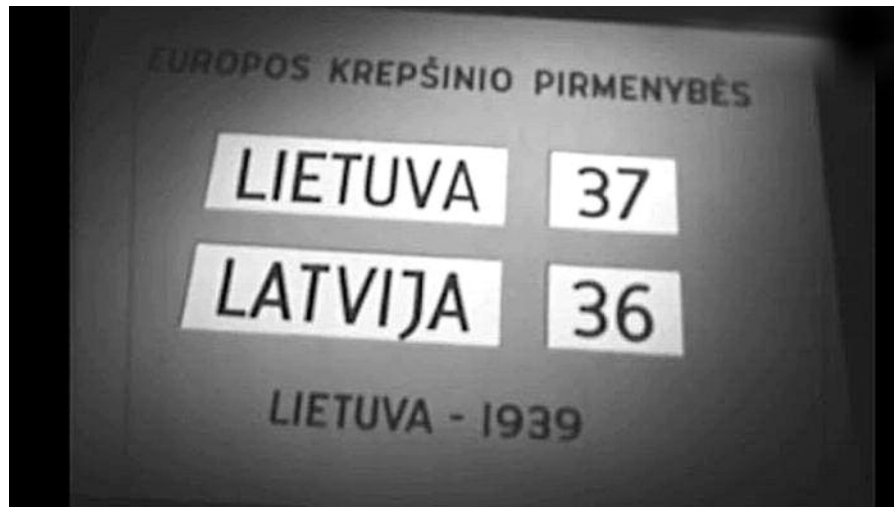 EUROPOS KREPŠINIO PIRMENYBĖS
LIETUVA 37
LATVIJA 36
LIETUVA - 1939